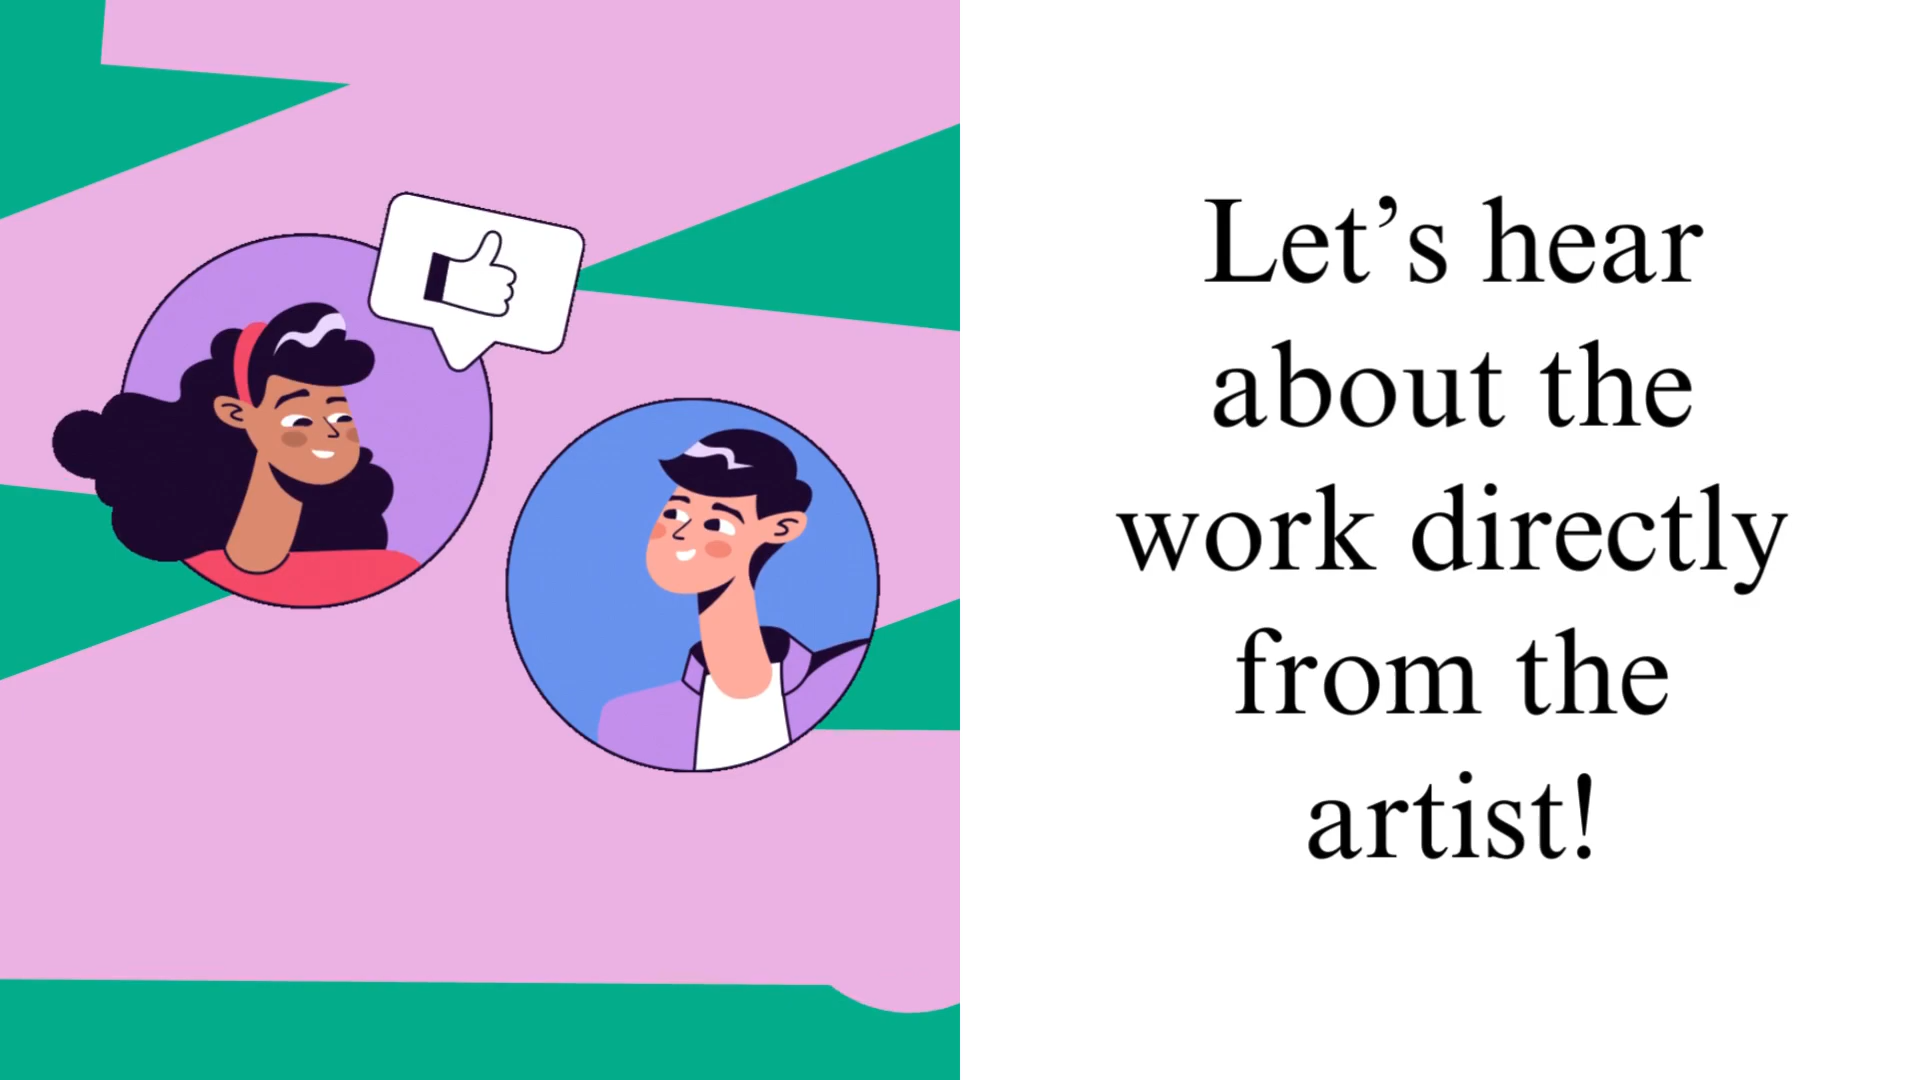 Let’s hear
about the
work directly
from the
artist!